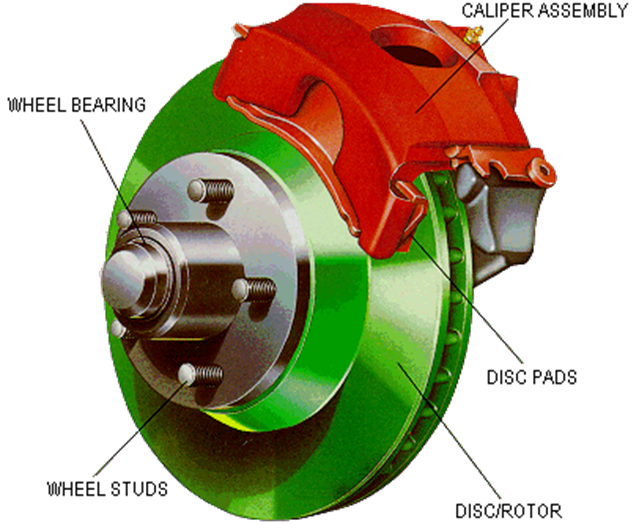 CALIPER ASSEMBLY
WHEEL BEARING
DISC PADS
WHEEL STUDS
DISC/ROTOR